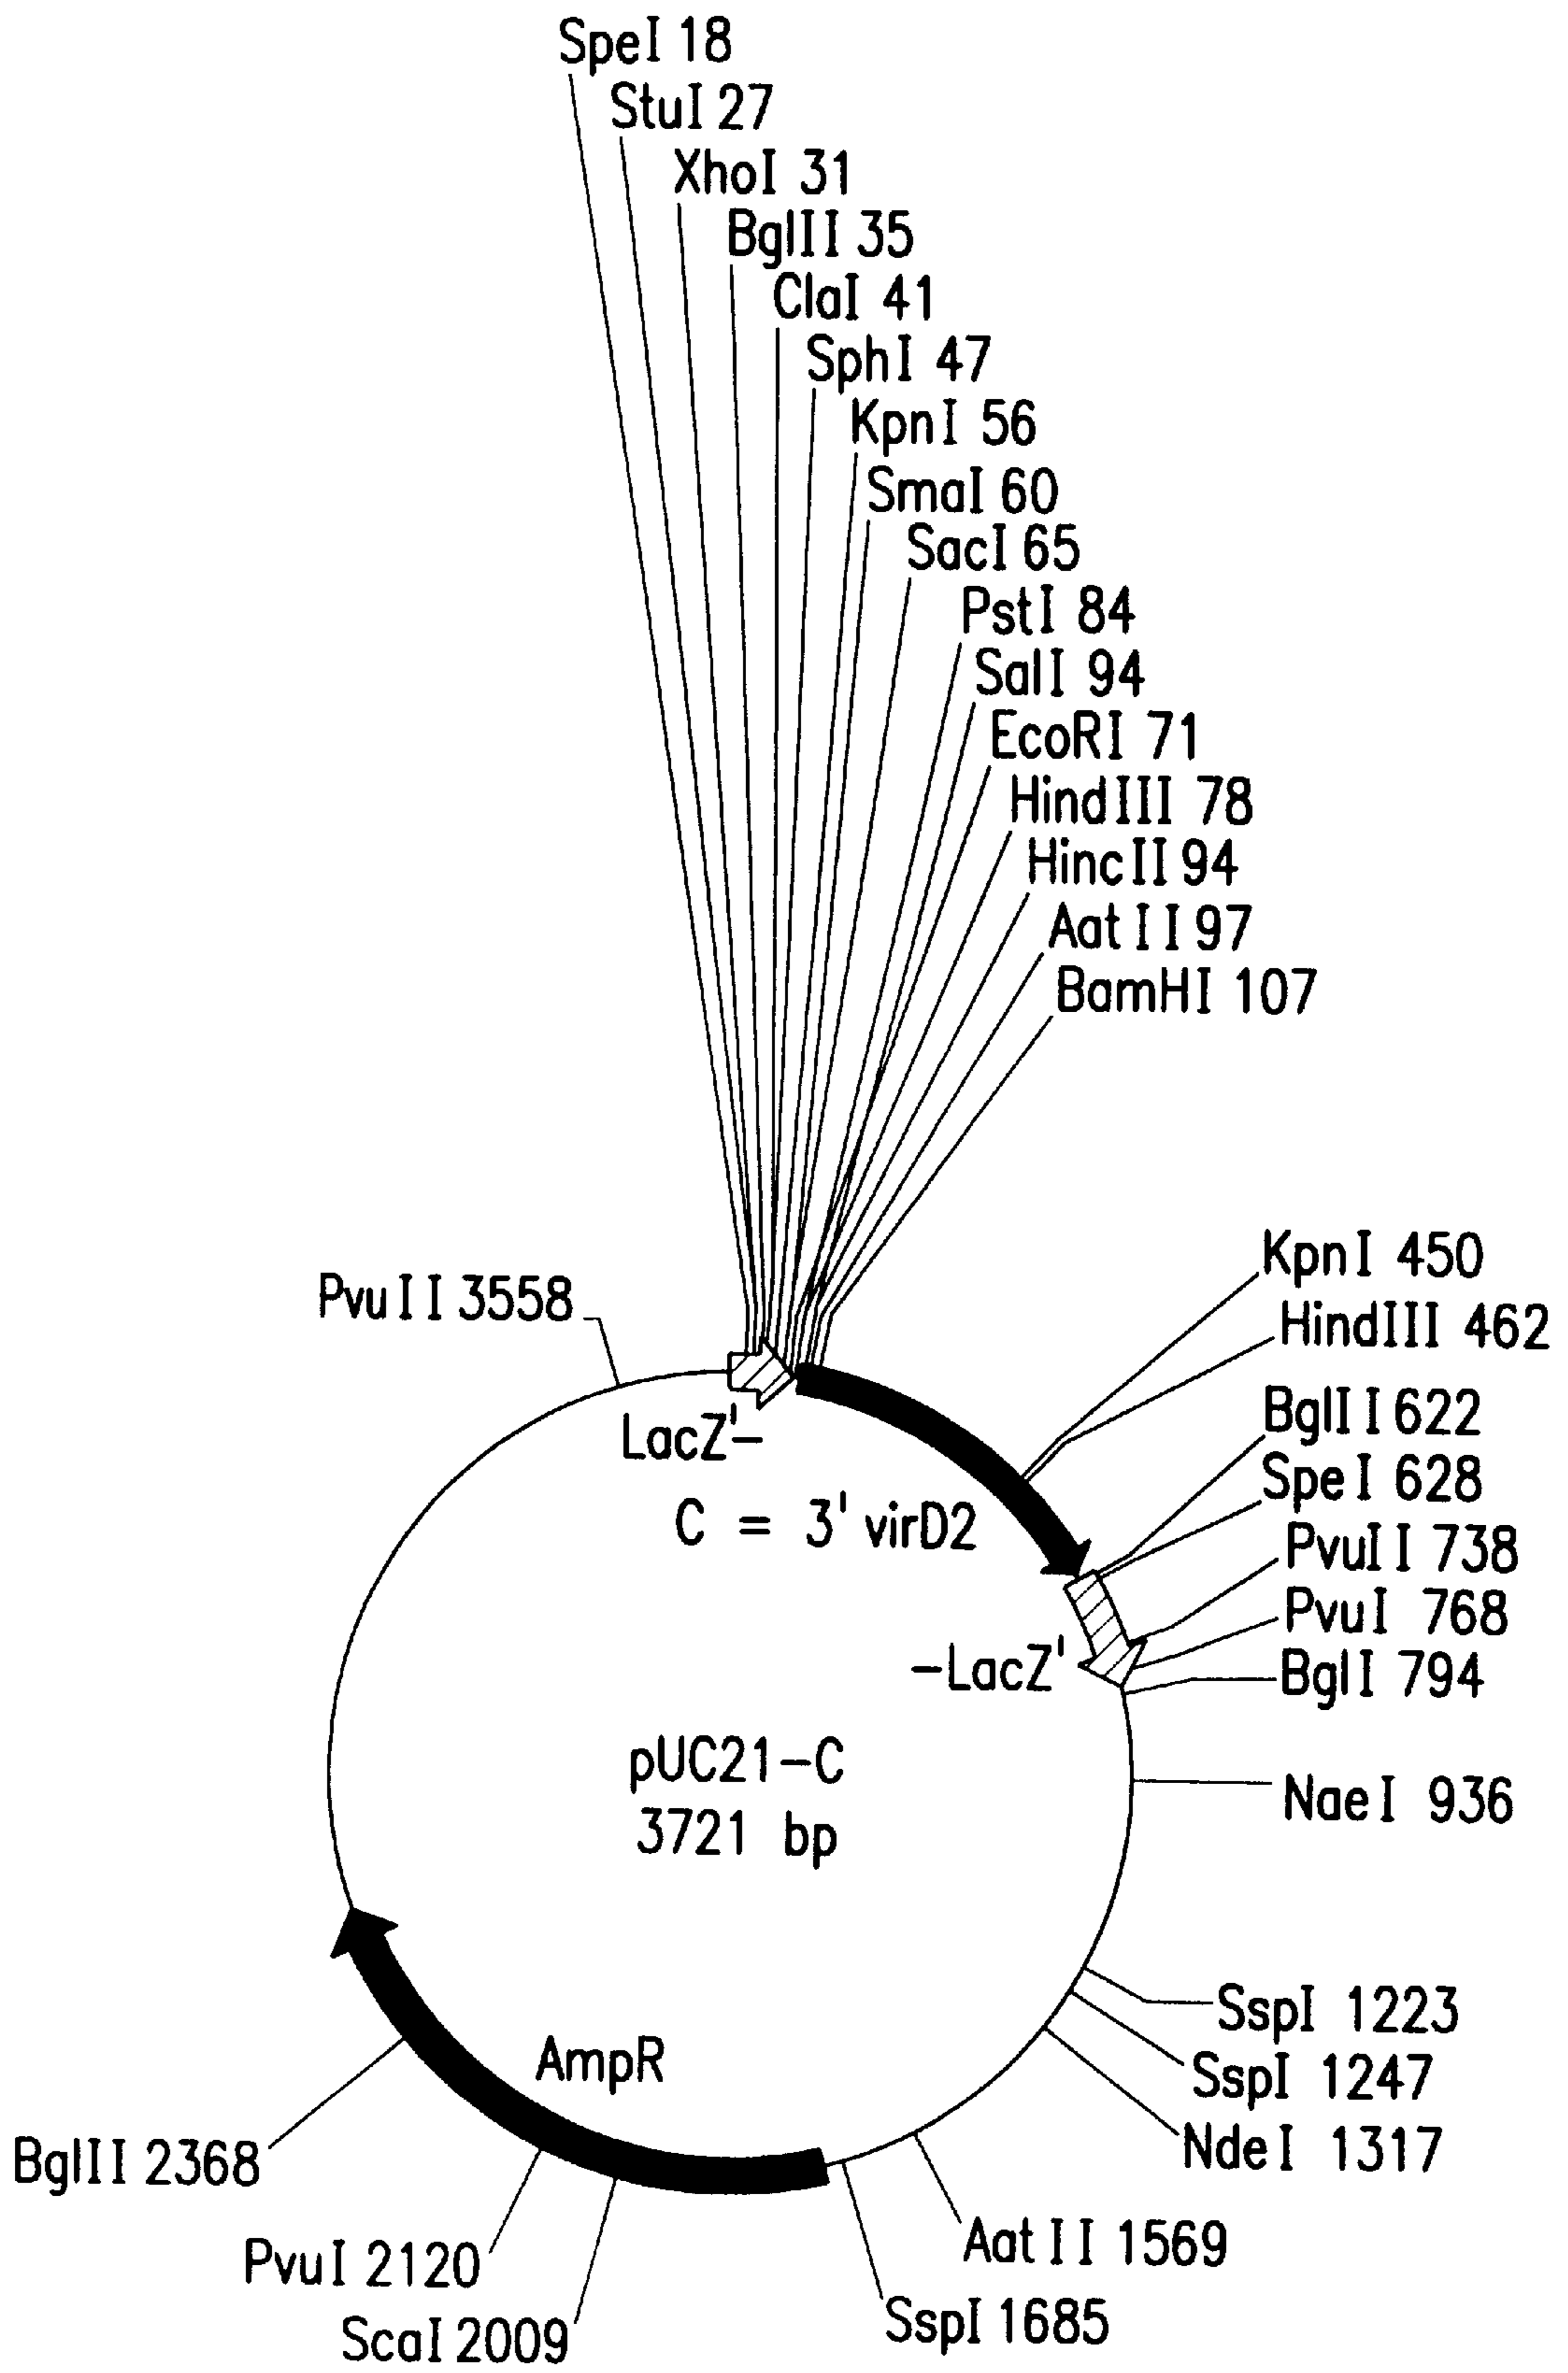 SpeI 18
StuI 27
XhoI 31
BglII 35
ClaI 41
SphI 47
KpnI 56
SmaI 60
SacI 65
PstI 84
SalI 94
EcoRI 71
HindIII 78
HincII 94
AatII 97
BamHI 107
KpnI 450
PvuII 3558
HindIII 462
BglII 622
LacZ'-
SpeI 628
C = 3' virD2
PvuII 738
PvuI 768
-LacZ'
BglI 794
pUC21-C
NaeI 936
3721 bp
SspI 1223
AmpR
SspI 1247
NdeI 1317
BglII 2368
AatII 1569
PvuI 2120
SspI 1685
ScaI 2009